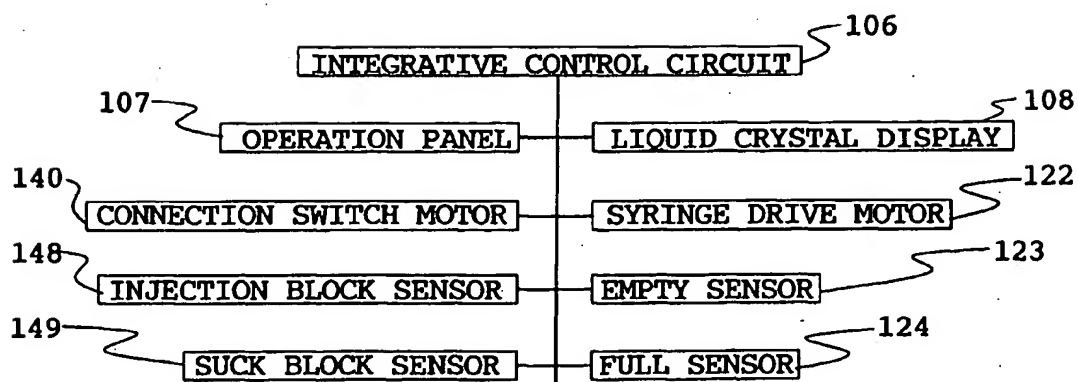 106
INTEGRATIVE CONTROL CIRCUIT
107
108
OPERATION PANEL
LIQUID CRYSTAL DISPLAY
140
122
CONNECTION SWITCH MOTOR
SYRINGE DRIVE MOTOR
148
123
INJECTION BLOCK SENSOR
EMPTY SENSOR
149
124
SUCK BLOCK SENSOR
FULL SENSOR